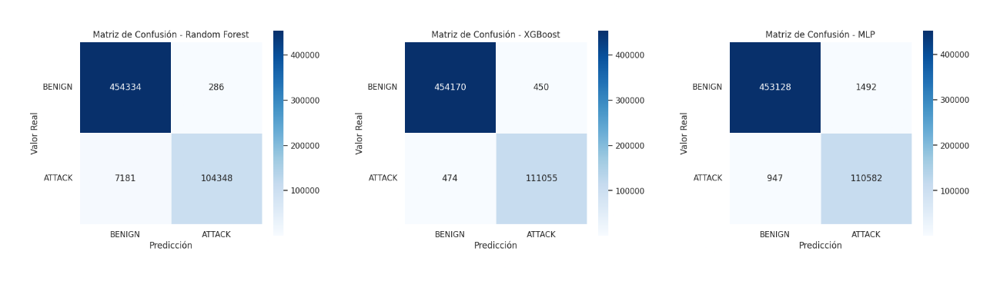 Matriz de Confusión - Random Forest
BENIGN
454334
286
ATTACK
7181
104348
BENIGN
ATTACK
Predicción
Valor Real
400000
300000
200000
100000
Matriz de Confusión - XGBoost
BENIGN
454170
450
ATTACK
474
111055
BENIGN
ATTACK
Predicción
Valor Real
400000
300000
200000
100000
Matriz de Confusión - MLP
BENIGN
453128
1492
ATTACK
947
110582
BENIGN
ATTACK
Predicción
Valor Real
400000
300000
200000
100000